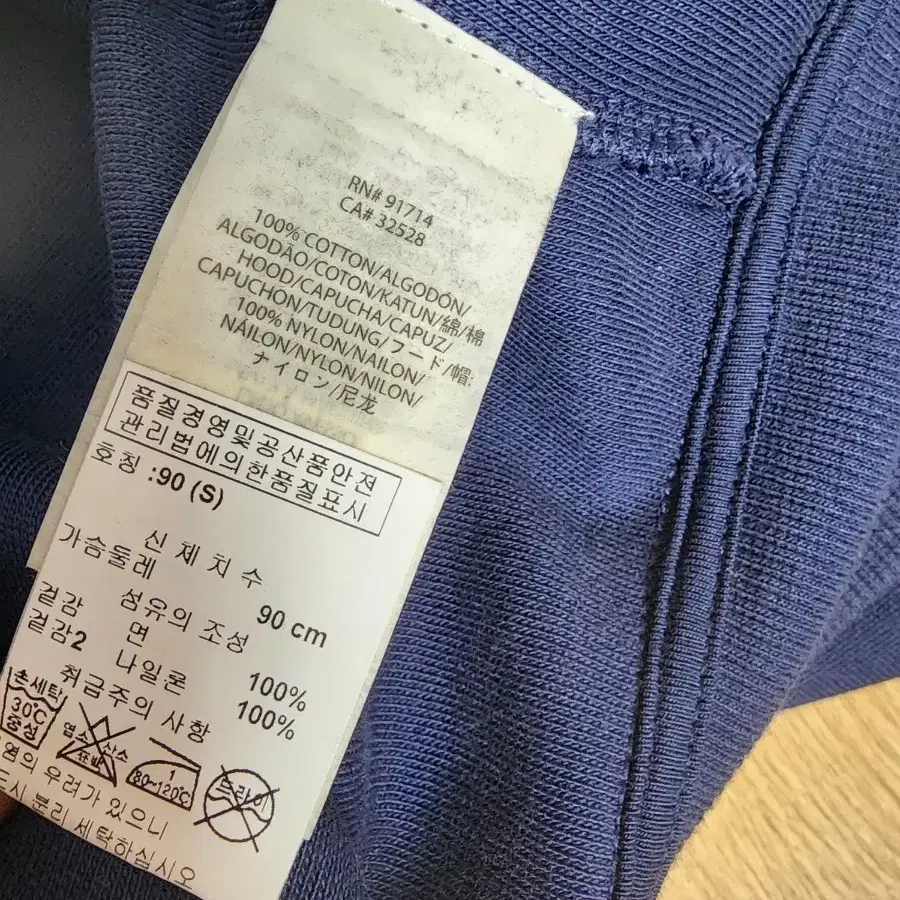 RN# 91714
CA# 32528
100% COTTON/ALGODÓN/
ALGODÃO/COTON/KATUN/綿/棉
HOOD/CAPUCHA/CAPUZ/
CAPUCHON/TUDUNG/フード/帽:
100% NYLON/NAILON/
NÁILON/NYLON/NILON/
ナイロン/尼龙
품질경영및공산품안전
관리법에의한품질표시
호칭 :90 (S)
신체치수
가슴둘레 90 cm
섬유의 조성
겉감 면 100%
겉감2 나일론 100%
취급주의 사항
손세탁
30℃
중성
염소 산소
표백
1
80~120℃
드라이
염의 우려가 있으니
시 분리 세탁하십시오